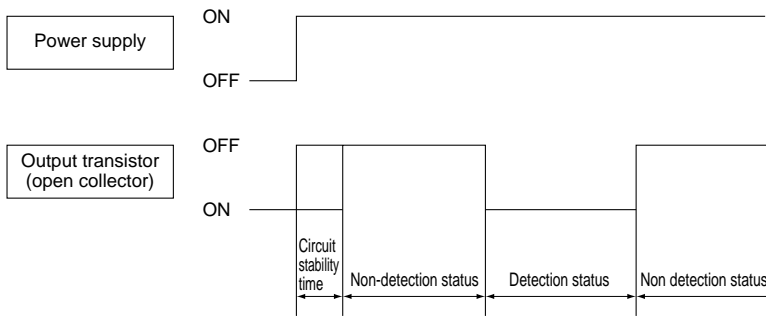 ON
Power supply
OFF
OFF
Output transistor
(open collector)
ON
Circuit
stability
time
Non-detection status
Detection status
Non detection status